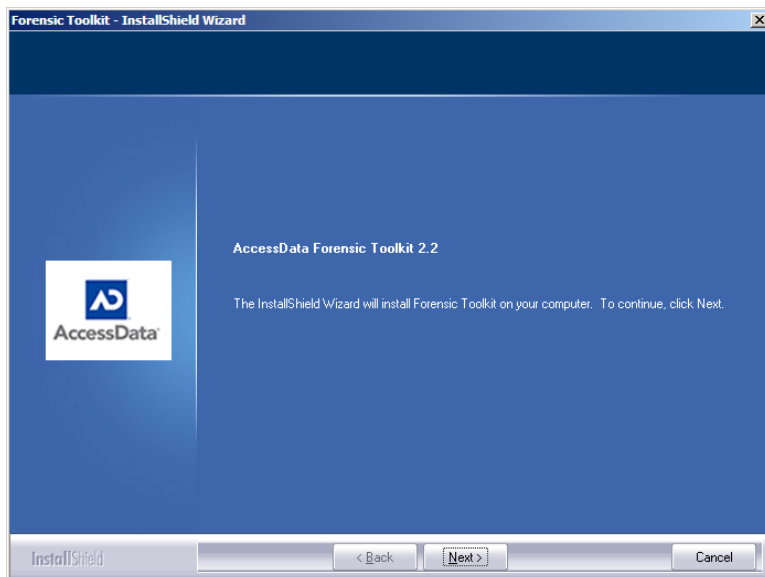 Forensic Toolkit - InstallShield Wizard
AccessData Forensic Toolkit 2.2
The InstallShield Wizard will install Forensic Toolkit on your computer. To continue, click Next.
AccessData
InstallShield
< Back
Next >
Cancel